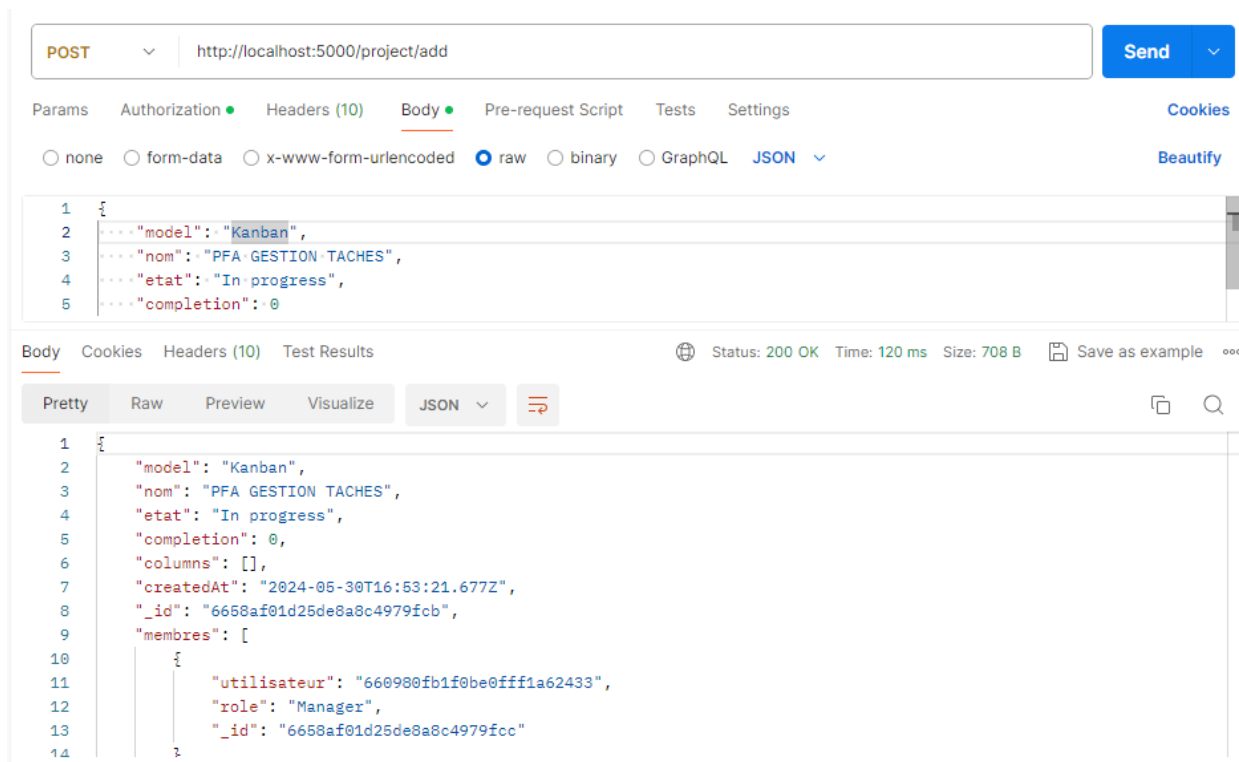 POST http://localhost:5000/project/add Send
Params Authorization Headers (10) Body Pre-request Script Tests Settings Cookies
none form-data x-www-form-urlencoded raw binary GraphQL JSON Beautify
1 {
2 "model": "Kanban",
3 "nom": "PFA GESTION TACHES",
4 "etat": "In progress",
5 "completion": 0
Body Cookies Headers (10) Test Results Status: 200 OK Time: 120 ms Size: 708 B Save as example
Pretty Raw Preview Visualize JSON
1 {
2 "model": "Kanban",
3 "nom": "PFA GESTION TACHES",
4 "etat": "In progress",
5 "completion": 0,
6 "columns": [],
7 "createdAt": "2024-05-30T16:53:21.677Z",
8 "_id": "6658af01d25de8a8c4979fcb",
9 "membres": [
10 {
11 "utilisateur": "660980fb1f0be0fff1a62433",
12 "role": "Manager",
13 "_id": "6658af01d25de8a8c4979fcc"
14 }